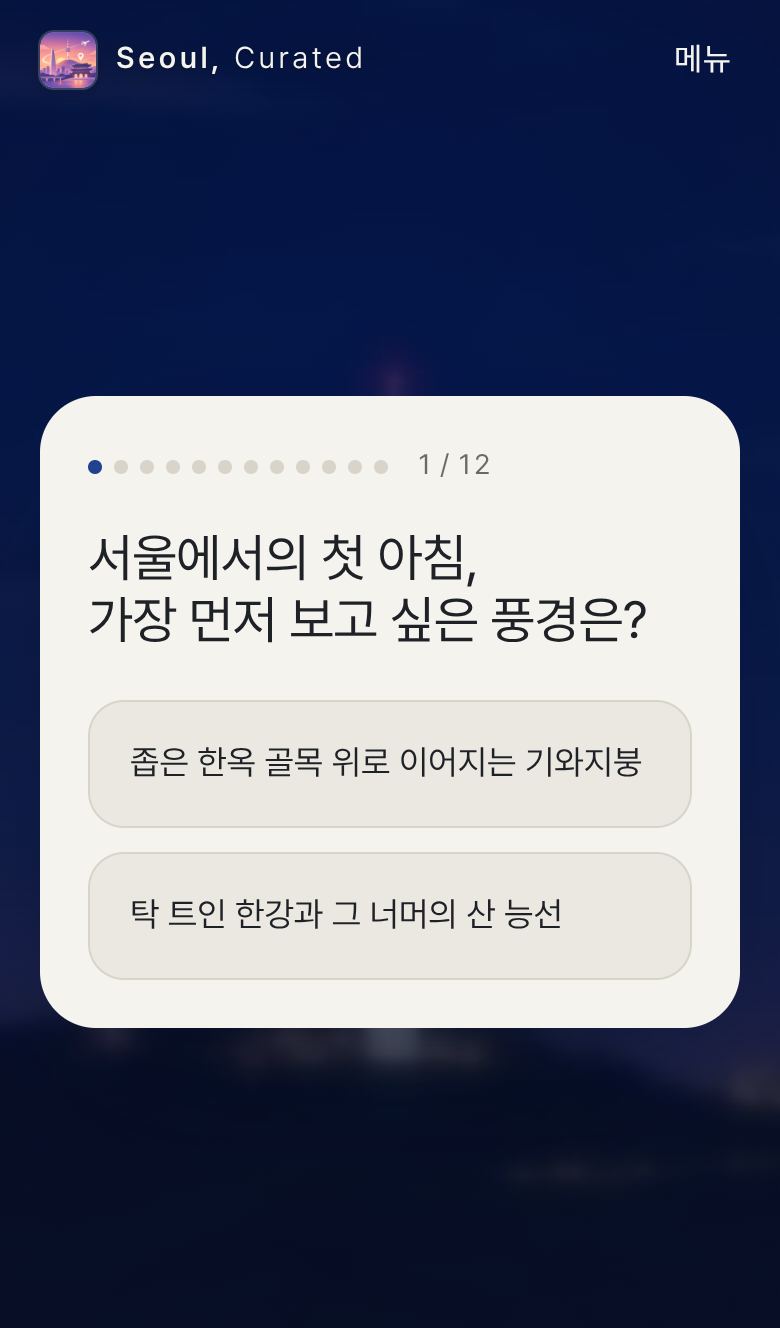 Seoul, Curated
메뉴
1 / 12
서울에서의 첫 아침,
가장 먼저 보고 싶은 풍경은?
좁은 한옥 골목 위로 이어지는 기와지붕
탁 트인 한강과 그 너머의 산 능선